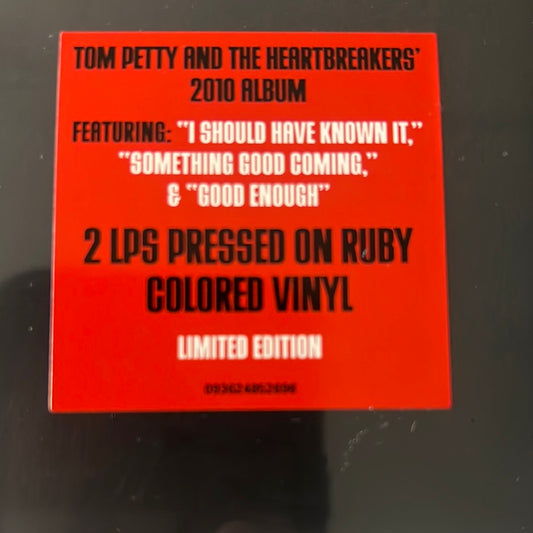 TOM PETTY AND THE HEARTBREAKERS'
2010 ALBUM
FEATURING: "I SHOULD HAVE KNOWN IT,"
"SOMETHING GOOD COMING,"
& "GOOD ENOUGH"
2 LPS PRESSED ON RUBY
COLORED VINYL
LIMITED EDITION